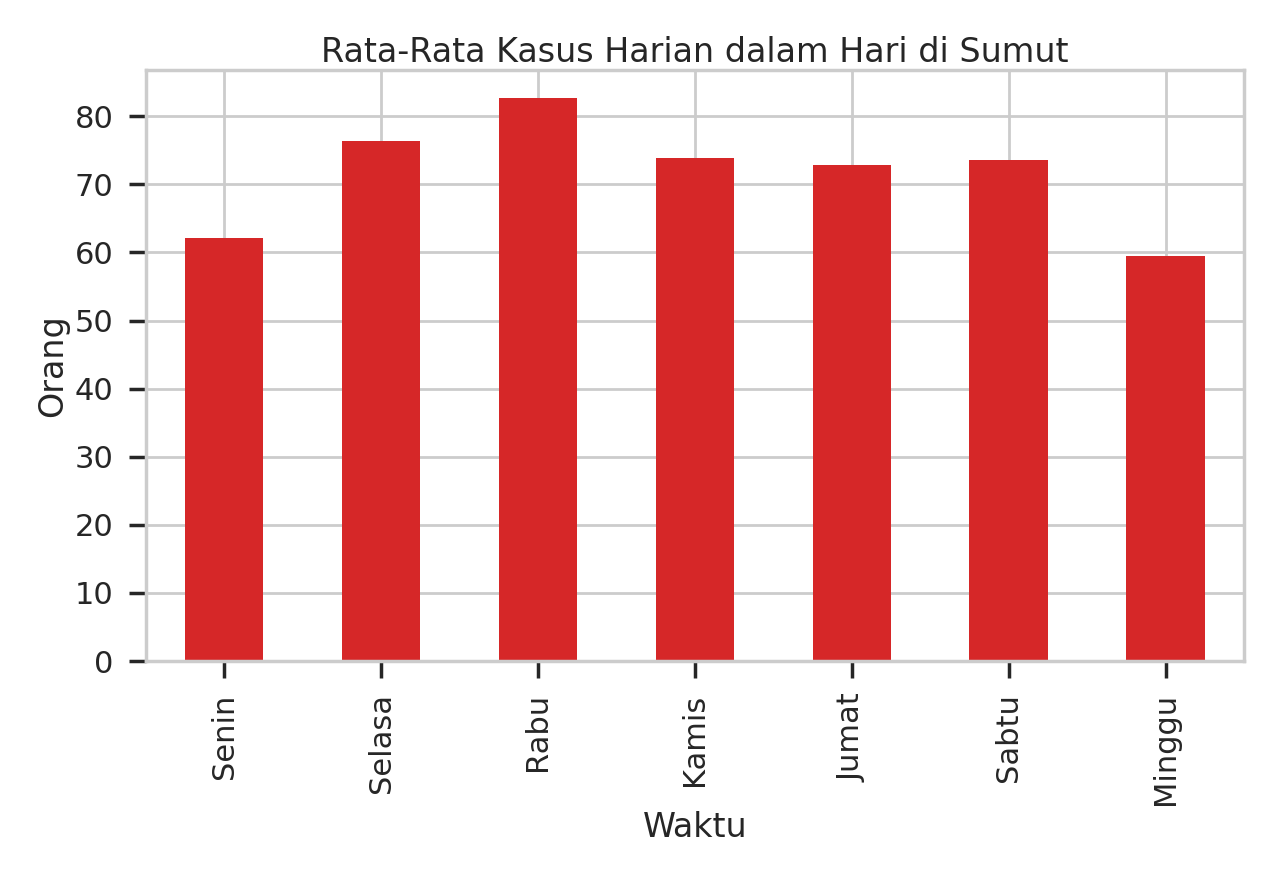 Rata-Rata Kasus Harian dalam Hari di Sumut
Orang
80
70
60
50
40
30
20
10
0
Senin
Selasa
Rabu
Kamis
Jumat
Sabtu
Minggu
Waktu